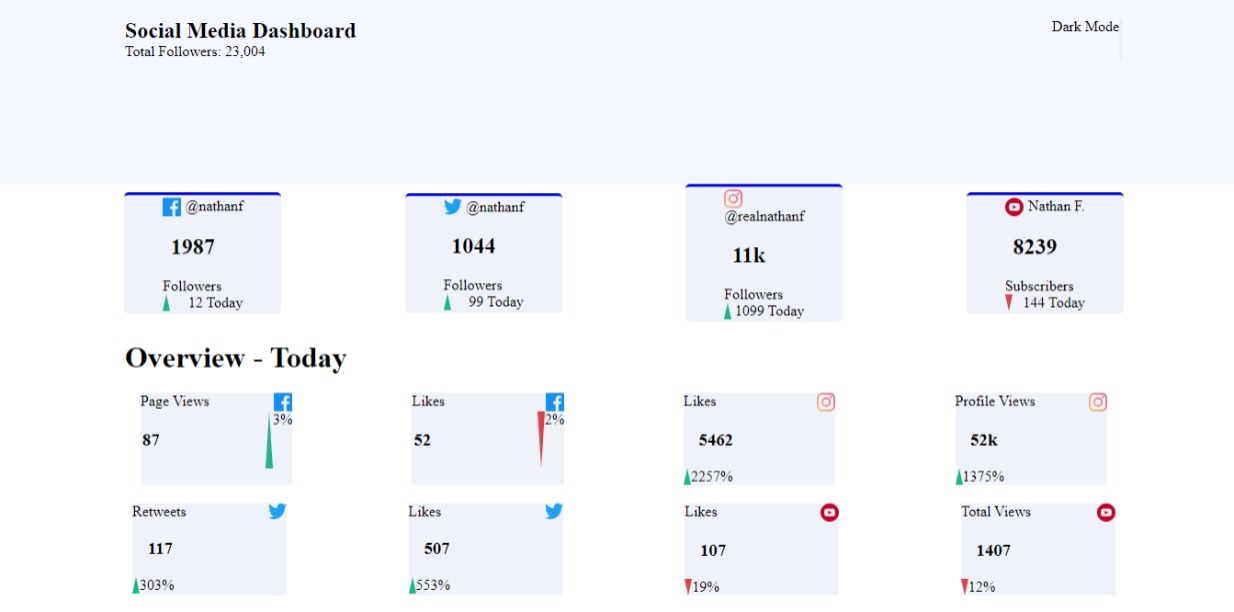 Social Media Dashboard
Dark Mode
Total Followers: 23,004
@nathanf
1987
Followers
12 Today
@nathanf
1044
Followers
99 Today
@realnathanf
11k
Followers
1099 Today
Nathan F.
8239
Subscribers
144 Today
Overview - Today
Page Views
3%
87
Likes
2%
52
Likes
5462
2257%
Profile Views
52k
1375%
Retweets
117
303%
Likes
507
553%
Likes
107
19%
Total Views
1407
12%